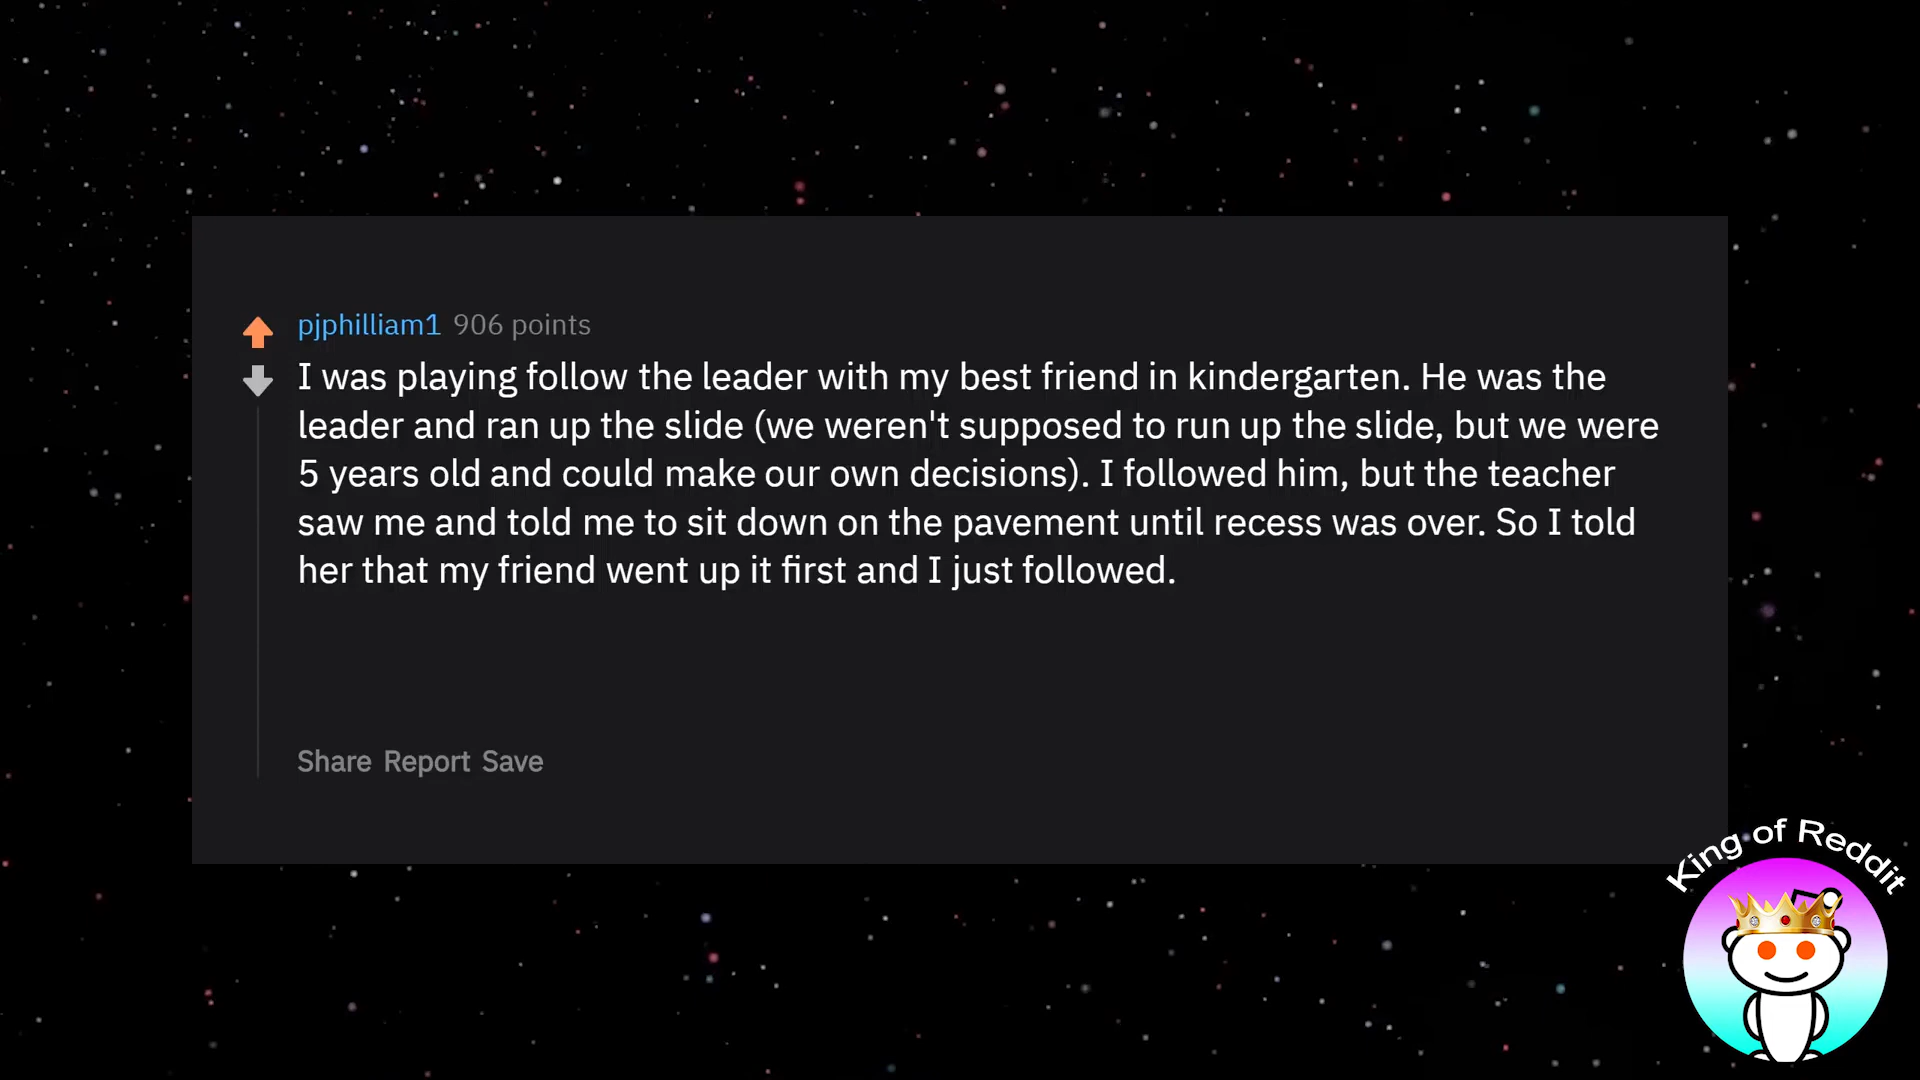 pjphilliam1 906 points
I was playing follow the leader with my best friend in kindergarten. He was the
leader and ran up the slide (we weren't supposed to run up the slide, but we were
5 years old and could make our own decisions). I followed him, but the teacher
saw me and told me to sit down on the pavement until recess was over. So I told
her that my friend went up it first and I just followed.
Share Report Save
King of Reddit